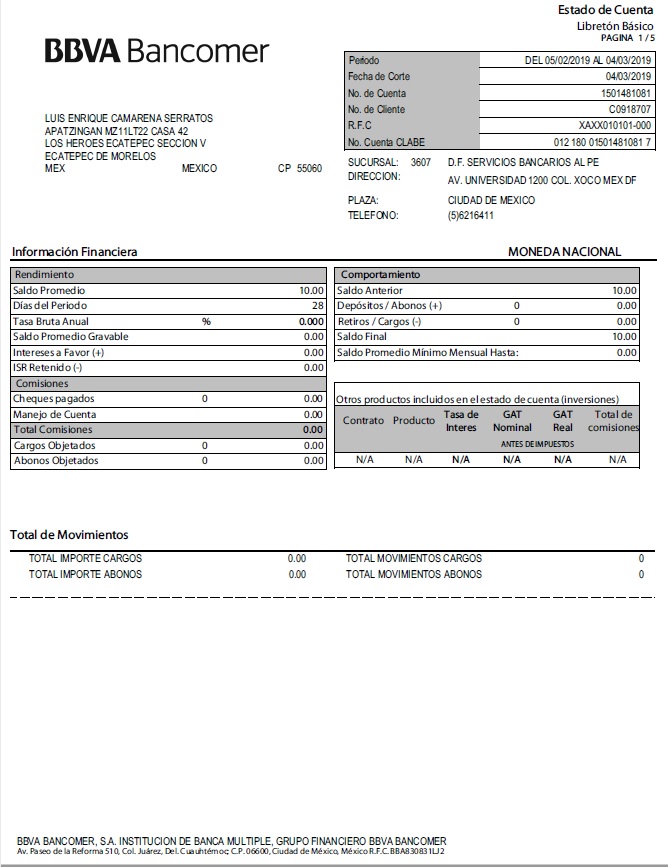 Estado de Cuenta
Libretón Básico
PAGINA 1 / 5
BBVA Bancomer
Periodo DEL 05/02/2019 AL 04/03/2019
Fecha de Corte 04/03/2019
No. de Cuenta 1501481081
No. de Cliente C0918707
R.F.C XAXX010101-000
No. Cuenta CLABE 012 180 01501481081 7
LUIS ENRIQUE CAMARENA SERRATOS
APATZINGAN MZ11LT22 CASA 42
LOS HEROES ECATEPEC SECCION V
ECATEPEC DE MORELOS
MEX MEXICO CP 55060
SUCURSAL: 3607 D.F. SERVICIOS BANCARIOS AL PE
DIRECCION: AV. UNIVERSIDAD 1200 COL. XOCO MEX DF
PLAZA: CIUDAD DE MEXICO
TELEFONO: (5)6216411
Información Financiera MONEDA NACIONAL
Rendimiento
Saldo Promedio 10.00
Días del Periodo 28
Tasa Bruta Anual % 0.000
Saldo Promedio Gravable 0.00
Intereses a Favor (+) 0.00
ISR Retenido (-) 0.00
Comisiones
Cheques pagados 0 0.00
Manejo de Cuenta 0.00
Total Comisiones 0.00
Cargos Objetados 0 0.00
Abonos Objetados 0 0.00
Comportamiento
Saldo Anterior 10.00
Depósitos / Abonos (+) 0 0.00
Retiros / Cargos (-) 0 0.00
Saldo Final 10.00
Saldo Promedio Mínimo Mensual Hasta: 0.00
Otros productos incluidos en el estado de cuenta (inversiones)
Contrato Producto Tasa de Interes GAT Nominal GAT Real Total de comisiones
ANTES DE IMPUESTOS
N/A N/A N/A N/A N/A N/A
Total de Movimientos
TOTAL IMPORTE CARGOS 0.00 TOTAL MOVIMIENTOS CARGOS 0
TOTAL IMPORTE ABONOS 0.00 TOTAL MOVIMIENTOS ABONOS 0
BBVA BANCOMER, S.A. INSTITUCION DE BANCA MULTIPLE, GRUPO FINANCIERO BBVA BANCOMER
Av. Paseo de la Reforma 510, Col. Juárez, Del. Cuauhtémoc; C.P. 06600, Ciudad de México, México R.F.C. BBA830831LJ2